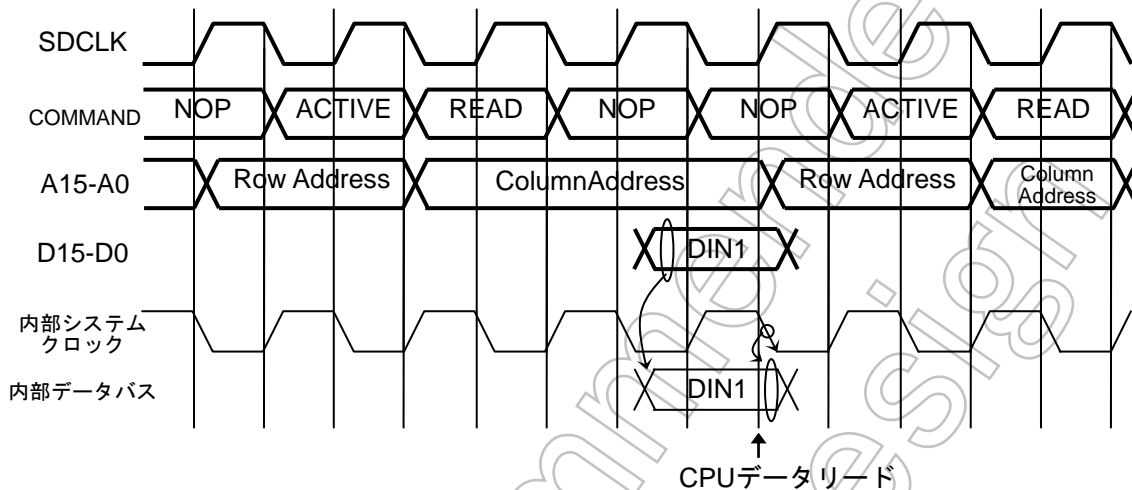 SDCLK
COMMAND NOP ACTIVE READ NOP NOP ACTIVE READ
A15-A0 Row Address ColumnAddress Row Address Column
Address
D15-D0 DIN1
内部システム
クロック
内部データバス DIN1
CPUデータリード